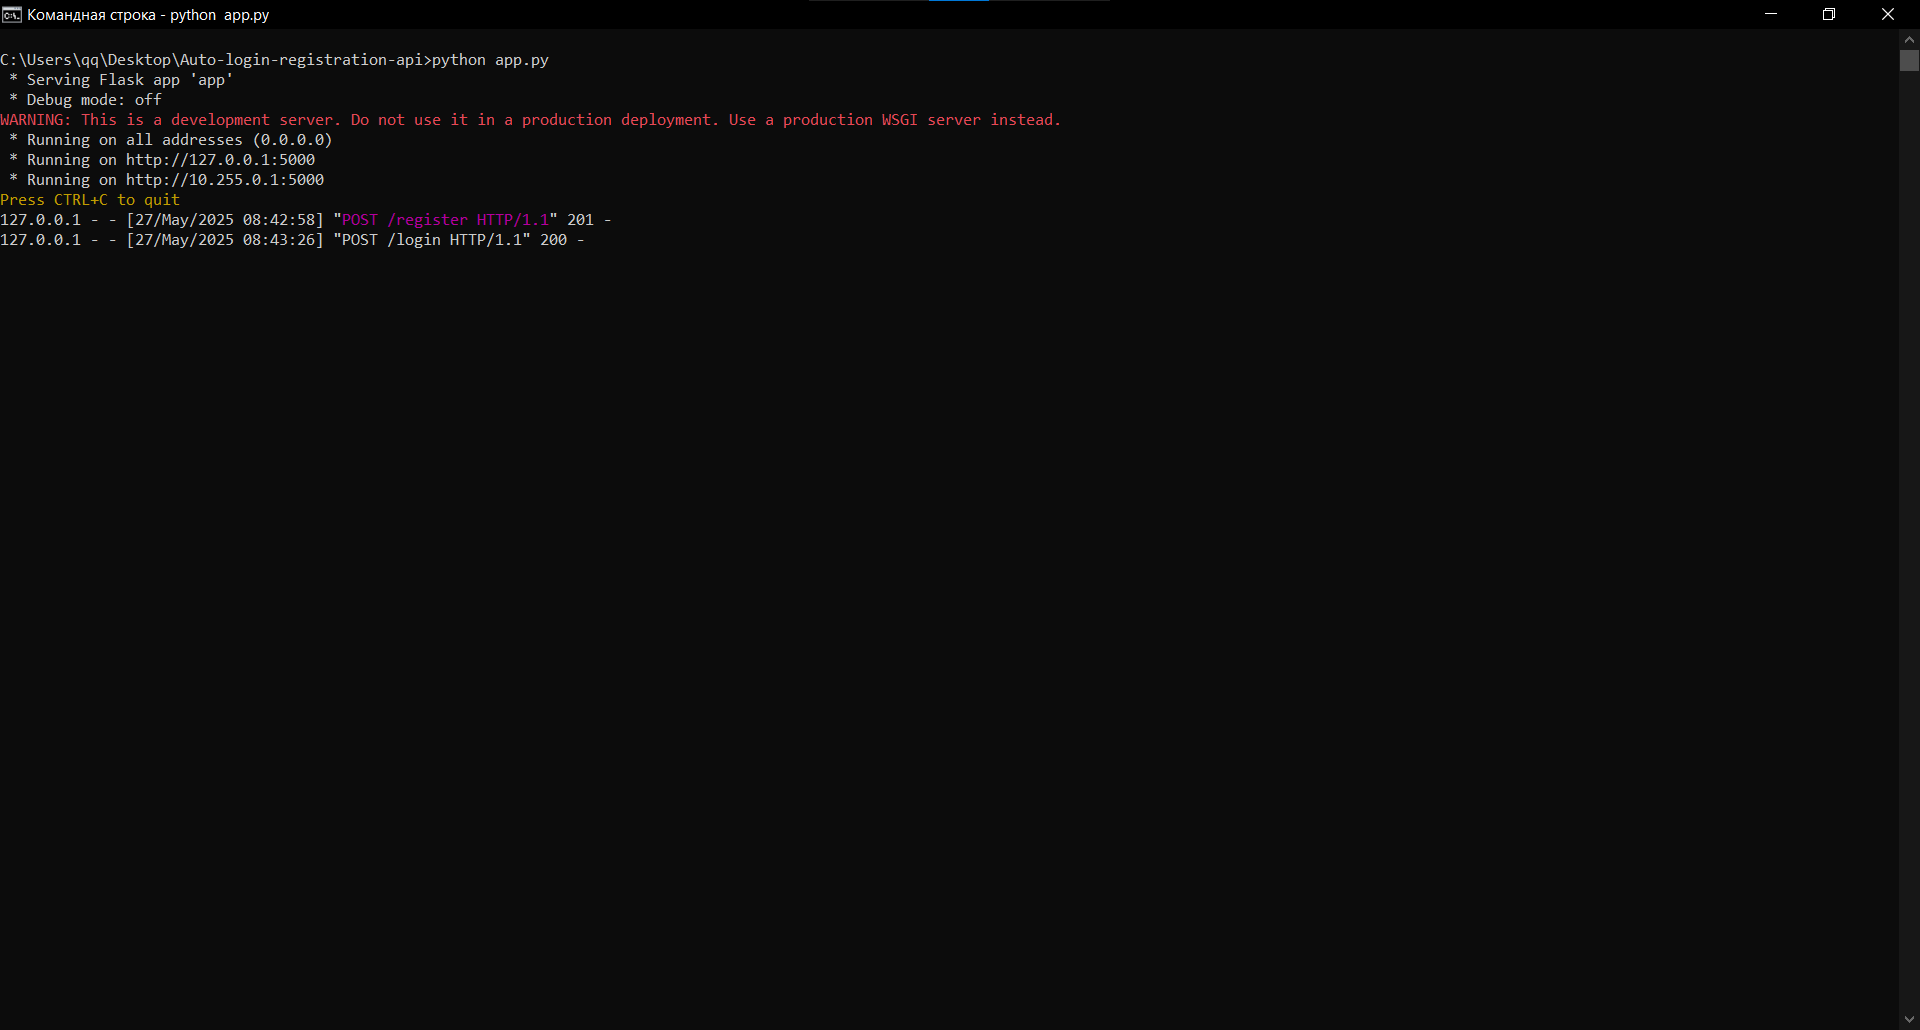 Командная строка - python  app.py
C:\Users\qq\Desktop\Auto-login-registration-api>python app.py
 * Serving Flask app 'app'
 * Debug mode: off
WARNING: This is a development server. Do not use it in a production deployment. Use a production WSGI server instead.
 * Running on all addresses (0.0.0.0)
 * Running on http://127.0.0.1:5000
 * Running on http://10.255.0.1:5000
Press CTRL+C to quit
127.0.0.1 - - [27/May/2025 08:42:58] "POST /register HTTP/1.1" 201 -
127.0.0.1 - - [27/May/2025 08:43:26] "POST /login HTTP/1.1" 200 -